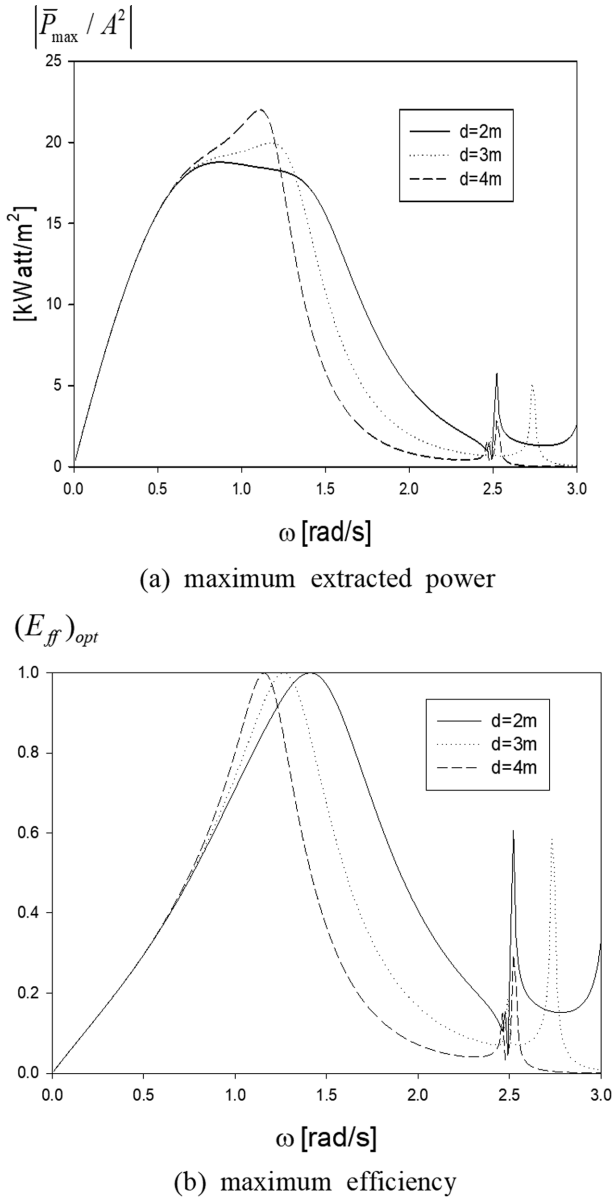 |P̅max / A²|
25
20
15
10
5
0
[kWatt/m²]
d=2m
d=3m
d=4m
0.0 0.5 1.0 1.5 2.0 2.5 3.0
ω [rad/s]
(a) maximum extracted power
(Eff)opt
1.0
0.8
0.6
0.4
0.2
0.0
d=2m
d=3m
d=4m
0.0 0.5 1.0 1.5 2.0 2.5 3.0
ω [rad/s]
(b) maximum efficiency